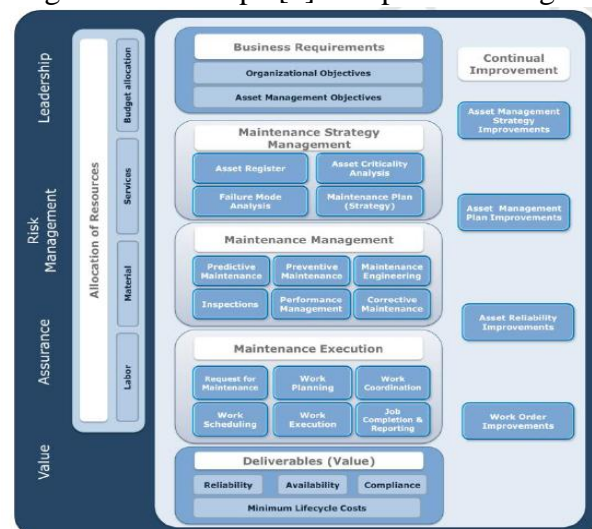 Leadership
Risk
Management
Assurance
Value
Allocation of Resources
Budget allocation
Services
Material
Labor
Business Requirements
Organizational Objectives
Asset Management Objectives
Maintenance Strategy
Management
Asset Register
Asset Criticality
Analysis
Failure Mode
Analysis
Maintenance Plan
(Strategy)
Maintenance Management
Predictive
Maintenance
Preventive
Maintenance
Maintenance
Engineering
Inspections
Performance
Management
Corrective
Maintenance
Maintenance Execution
Request for
Maintenance
Work
Planning
Work
Coordination
Work
Scheduling
Work
Execution
Job
Completion &
Reporting
Deliverables (Value)
Reliability
Availability
Compliance
Minimum Lifecycle Costs
Continual
Improvement
Asset Management
Strategy
Improvements
Asset Management
Plan Improvements
Asset Reliability
Improvements
Work Order
Improvements